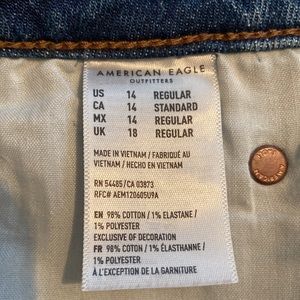 AMERICAN EAGLE
OUTFITTERS
US 14 REGULAR
CA 14 STANDARD
MX 14 REGULAR
UK 18 REGULAR
MADE IN VIETNAM / FABRIQUÉ AU
VIETNAM / HECHO EN VIETNAM
RN 54485/CA 03873
RFC# AEM120605U9A
EN 98% COTTON / 1% ELASTANE /
1% POLYESTER
EXCLUSIVE OF DECORATION
FR 98% COTON / 1% ÉLASTHANNE /
1% POLYESTER
À L'EXCEPTION DE LA GARNITURE